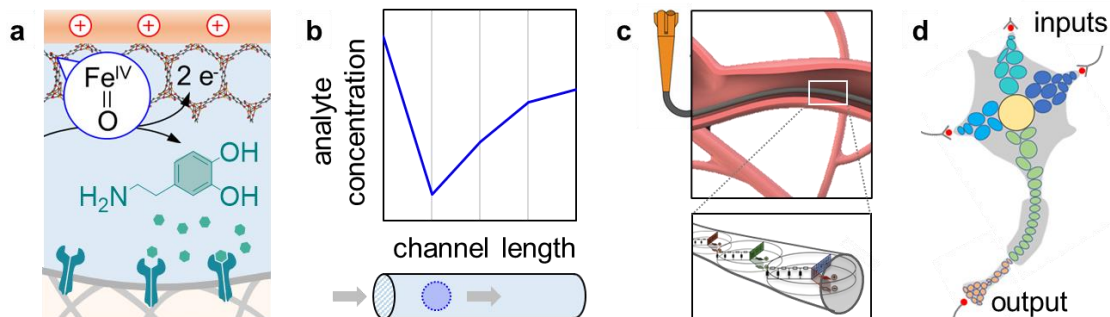 a
+ + +
Fe^IV
O
2 e-
OH
OH
H2N
b
analyte
concentration
channel length
c
d
inputs
output